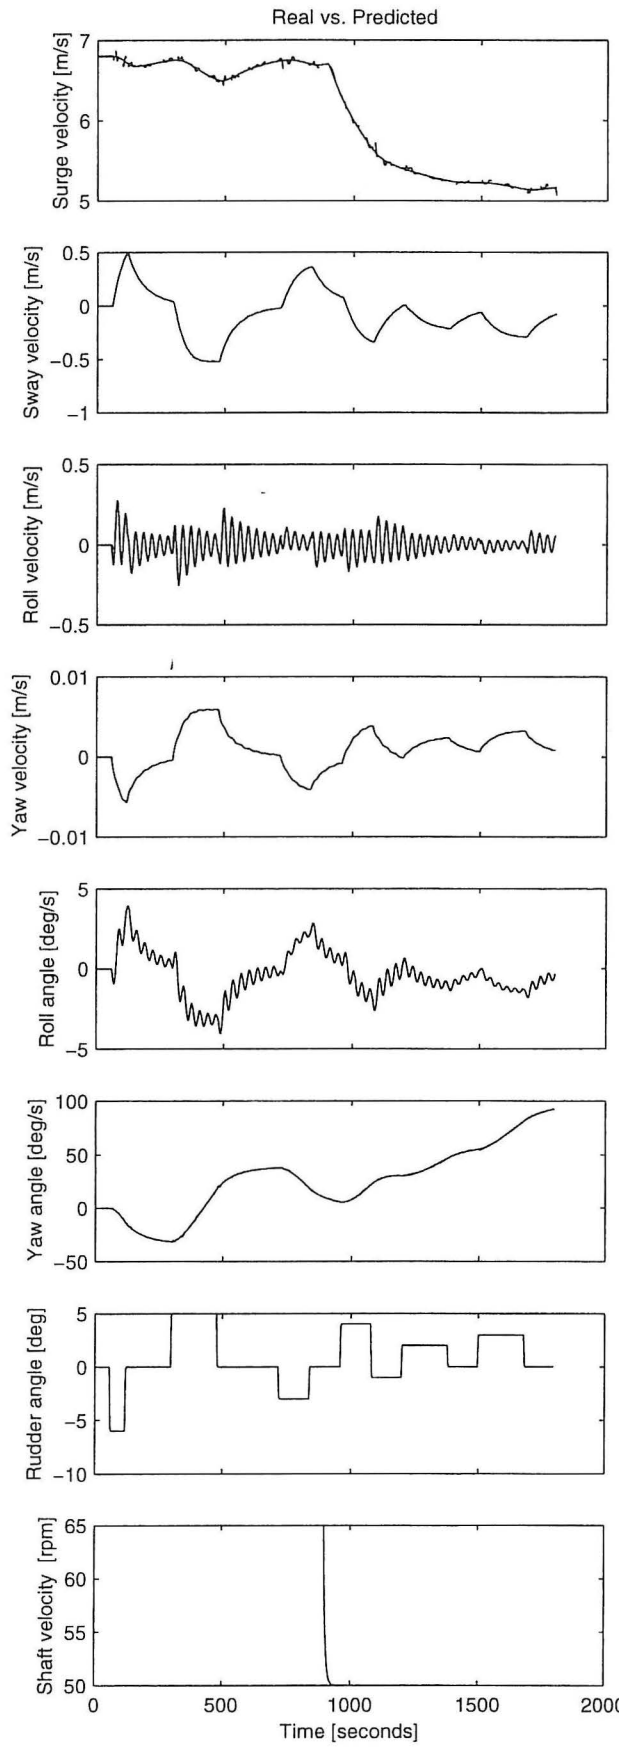 Real vs. Predicted
Surge velocity [m/s]
7
6
5
Sway velocity [m/s]
0.5
0
−0.5
−1
Roll velocity [m/s]
0.5
0
−0.5
Yaw velocity [m/s]
0.01
0
−0.01
Roll angle [deg/s]
5
0
−5
Yaw angle [deg/s]
100
50
0
−50
Rudder angle [deg]
5
0
−5
−10
Shaft velocity [rpm]
65
60
55
50
0 500 1000 1500 2000
Time [seconds]